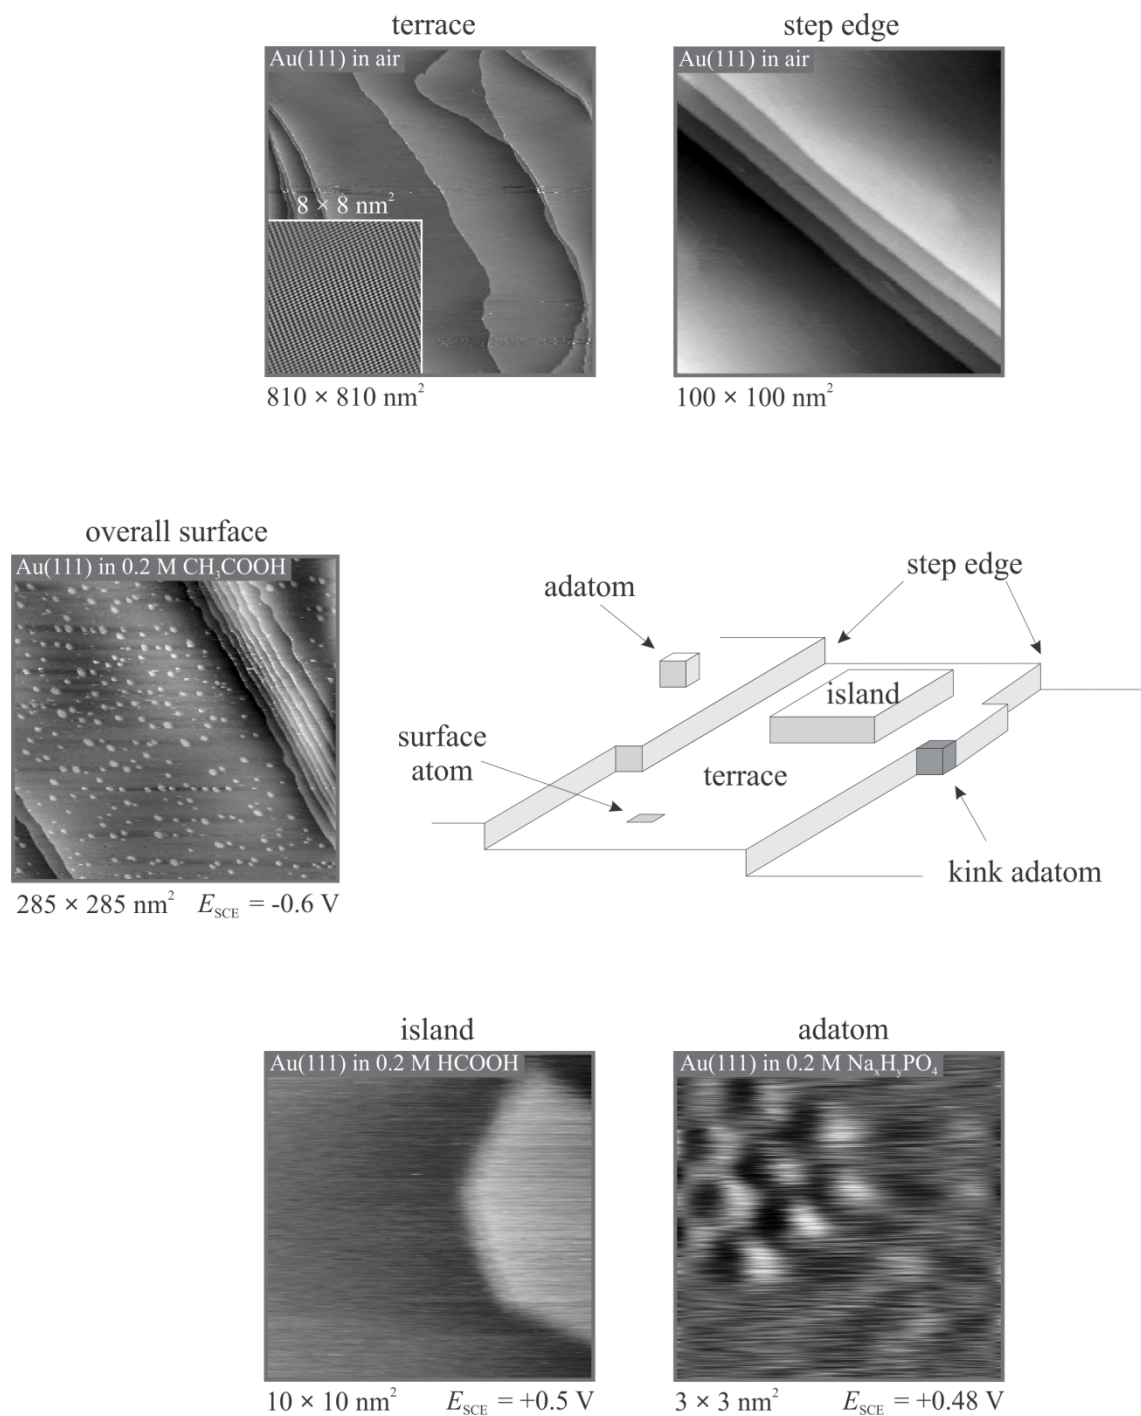 terrace
Au(111) in air
8 × 8 nm²
810 × 810 nm²
step edge
Au(111) in air
100 × 100 nm²
overall surface
Au(111) in 0.2 M CH₃COOH
285 × 285 nm² E_SCE = -0.6 V
adatom
step edge
island
surface
atom
terrace
kink adatom
island
Au(111) in 0.2 M HCOOH
10 × 10 nm² E_SCE = +0.5 V
adatom
Au(111) in 0.2 M NaₓHᵧPO₄
3 × 3 nm² E_SCE = +0.48 V